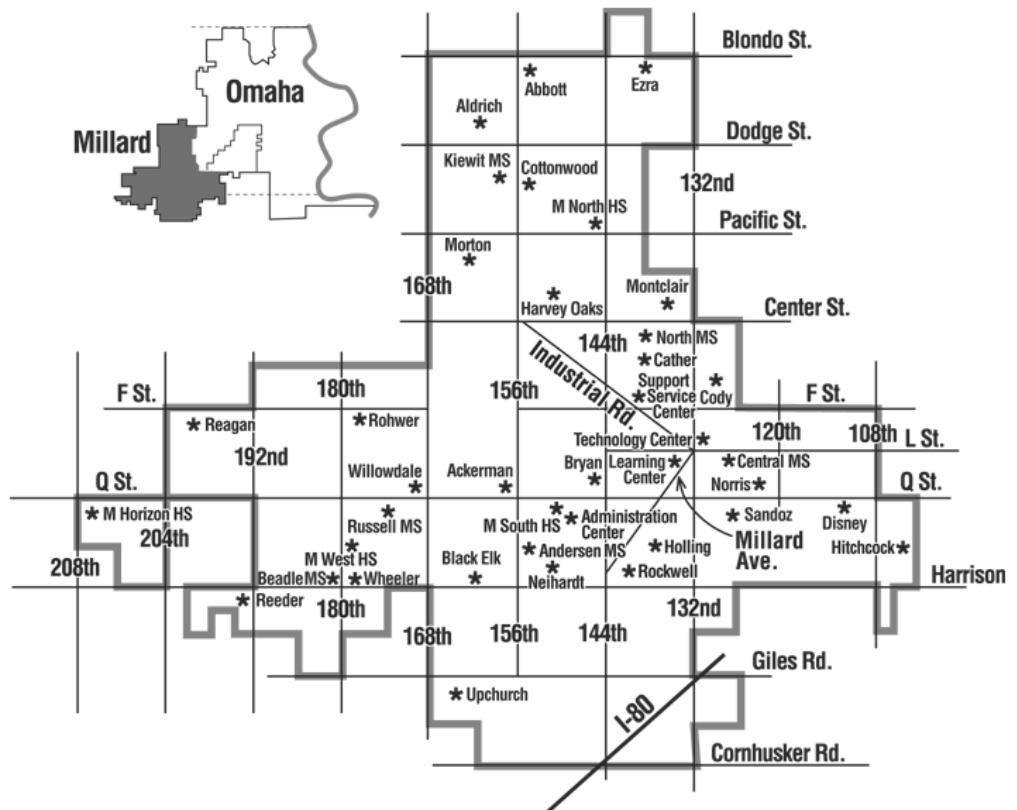 Blondo St.
Omaha
Abbott
Ezra
Aldrich
Millard
Dodge St.
Kiewit MS
Cottonwood
132nd
M North HS
Pacific St.
Morton
168th
Montclair
Harvey Oaks
Center St.
Industrial Rd.
144th
North MS
Cather
Support
Service
Center
Cody
180th
156th
F St.
F St.
Reagan
Rohwer
120th
108th
L St.
Technology Center
192nd
Willowdale
Ackerman
Bryan
Learning
Center
Central MS
Norris
Q St.
Q St.
M Horizon HS
204th
Russell MS
M South HS
Administration
Center
Sandoz
Disney
Millard
Ave.
M West HS
Black Elk
Andersen MS
Holling
Hitchcock
208th
Beadle MS
Wheeler
Neihardt
Rockwell
Harrison
Reeder
180th
132nd
168th
156th
144th
Giles Rd.
Upchurch
I-80
Cornhusker Rd.